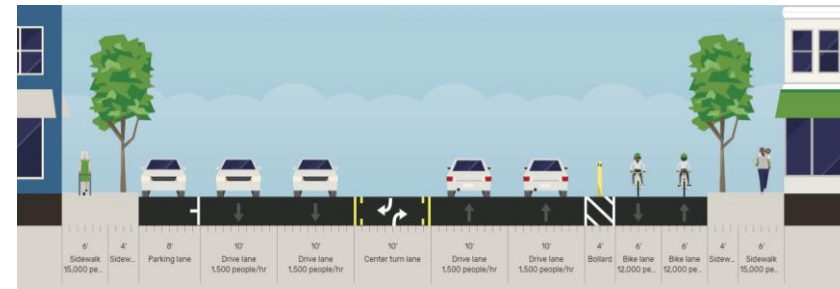 6'
Sidewalk
15,000 pe...
4'
Sidew...
8'
Parking lane
10'
Drive lane
1,500 people/hr
10'
Drive lane
1,500 people/hr
10'
Center turn lane
10'
Drive lane
1,500 people/hr
10'
Drive lane
1,500 people/hr
4'
Bollard
6'
Bike lane
12,000 pe...
6'
Bike lane
12,000 pe...
4'
Sidew...
6'
Sidewalk
15,000 pe...